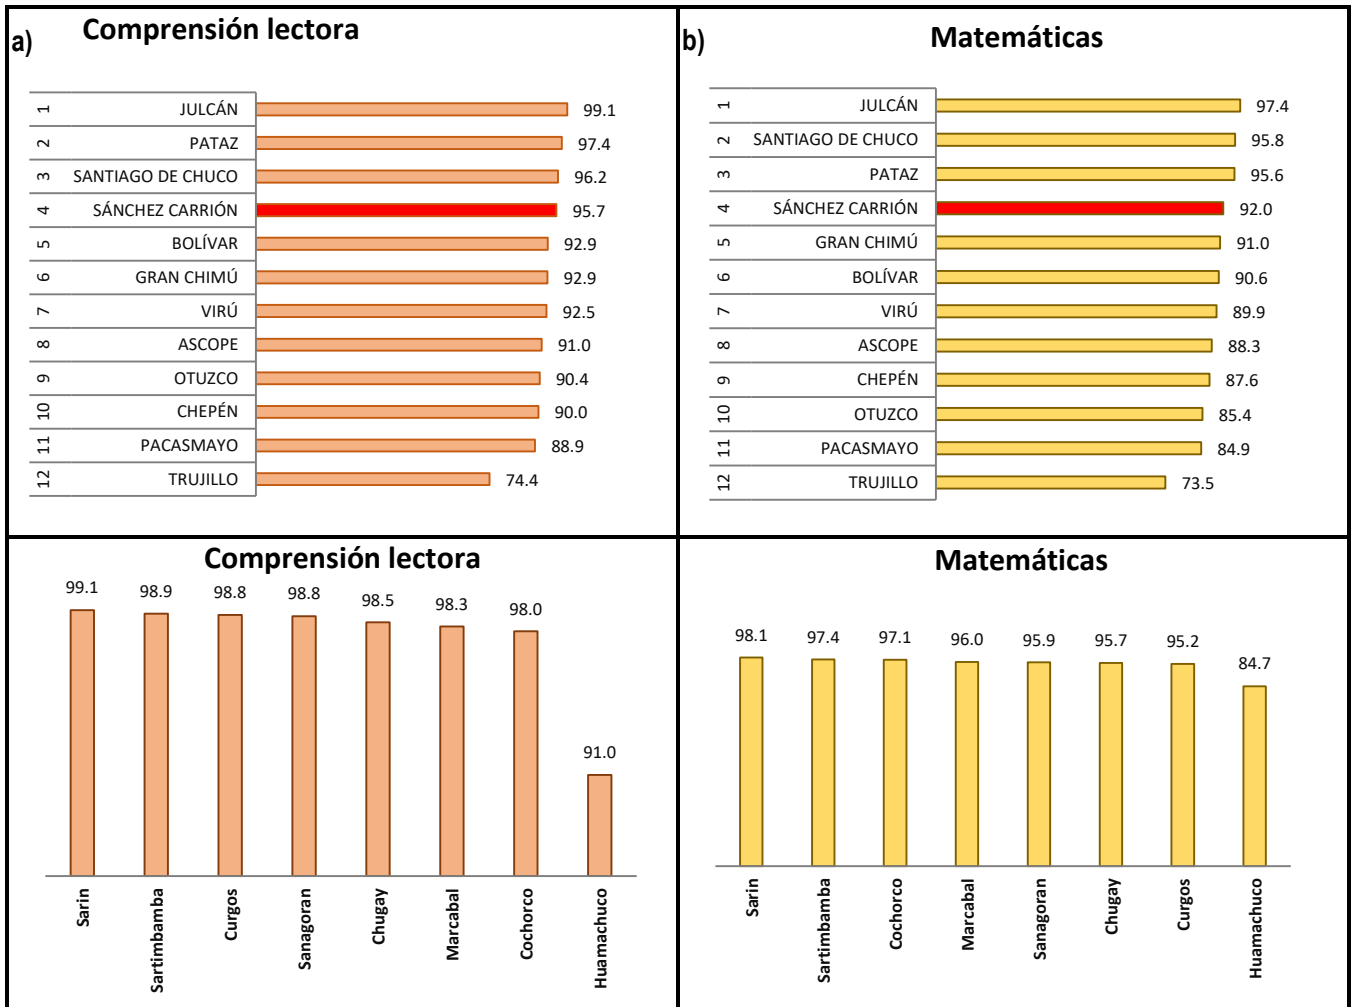 a) Comprensión lectora
1 JULCÁN 99.1
2 PATAZ 97.4
3 SANTIAGO DE CHUCO 96.2
4 SÁNCHEZ CARRIÓN 95.7
5 BOLÍVAR 92.9
6 GRAN CHIMÚ 92.9
7 VIRÚ 92.5
8 ASCOPE 91.0
9 OTUZCO 90.4
10 CHEPÉN 90.0
11 PACASMAYO 88.9
12 TRUJILLO 74.4
b) Matemáticas
1 JULCÁN 97.4
2 SANTIAGO DE CHUCO 95.8
3 PATAZ 95.6
4 SÁNCHEZ CARRIÓN 92.0
5 GRAN CHIMÚ 91.0
6 BOLÍVAR 90.6
7 VIRÚ 89.9
8 ASCOPE 88.3
9 CHEPÉN 87.6
10 OTUZCO 85.4
11 PACASMAYO 84.9
12 TRUJILLO 73.5
Comprensión lectora
99.1 98.9 98.8 98.8 98.5 98.3 98.0 91.0
Sarin Sartimbamba Curgos Sanagoran Chugay Marcabal Cochorco Huamachuco
Matemáticas
98.1 97.4 97.1 96.0 95.9 95.7 95.2 84.7
Sarin Sartimbamba Cochorco Marcabal Sanagoran Chugay Curgos Huamachuco